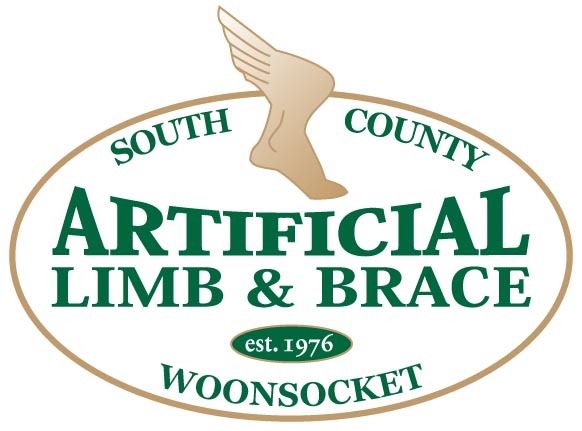 SOUTH COUNTY
ARTIFICIAL
LIMB & BRACE
est. 1976
WOONSOCKET